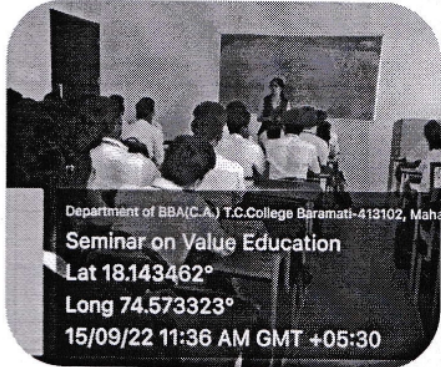 Department of BBA(C.A.) T.C.College Baramati-413102,
Seminar on Value Education
Lat 18.143462°
Long 74.573323°
15/09/22 11:36 AM GMT +05:30